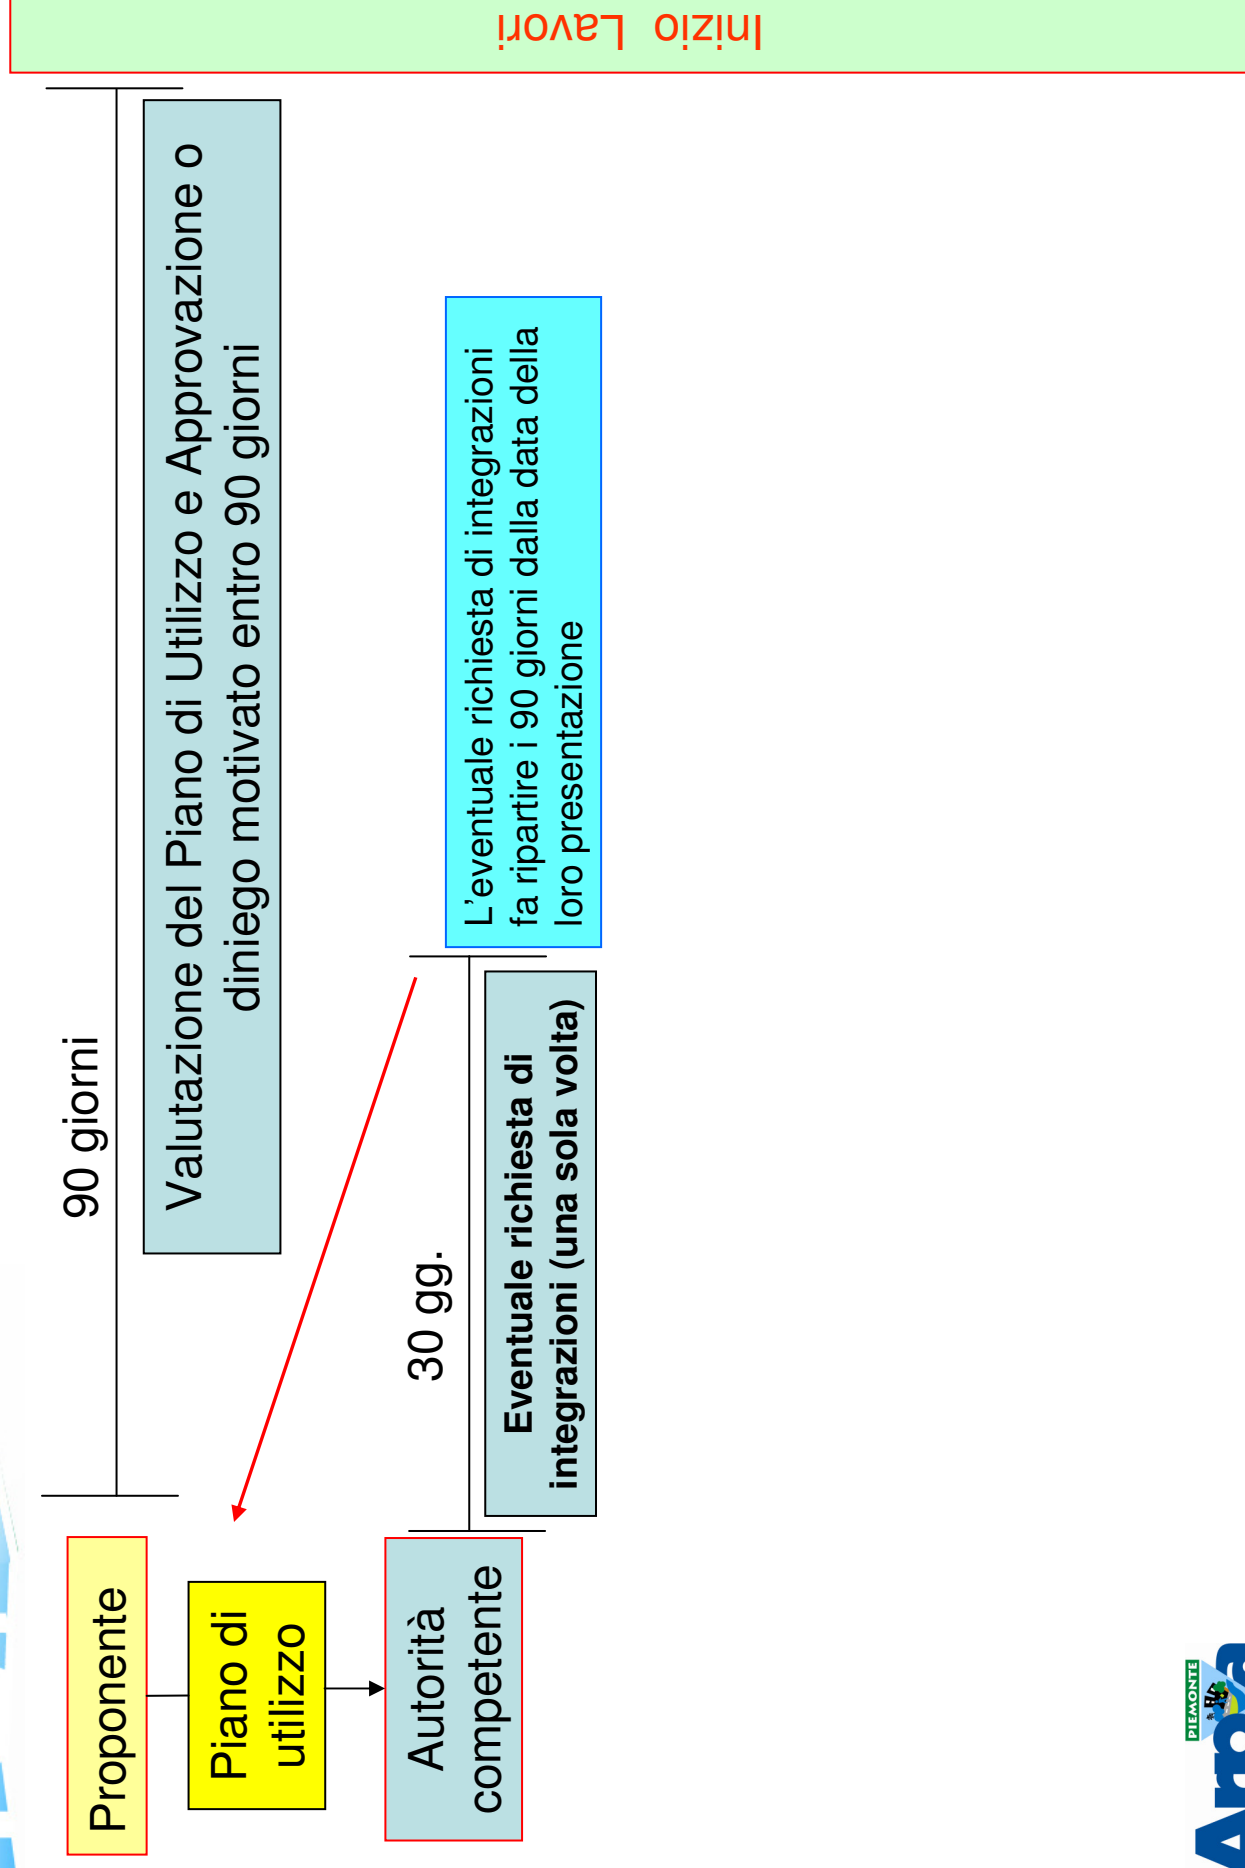 90 giorni
Proponente
Valutazione del Piano di Utilizzo e Approvazione o
diniego motivato entro 90 giorni
Piano di
utilizzo
30 gg.
Autorità
competente
Eventuale richiesta di
integrazioni (una sola volta)
L'eventuale richiesta di integrazioni
fa ripartire i 90 giorni dalla data della
loro presentazione
Inizio Lavori
PIEMONTE
Arpa